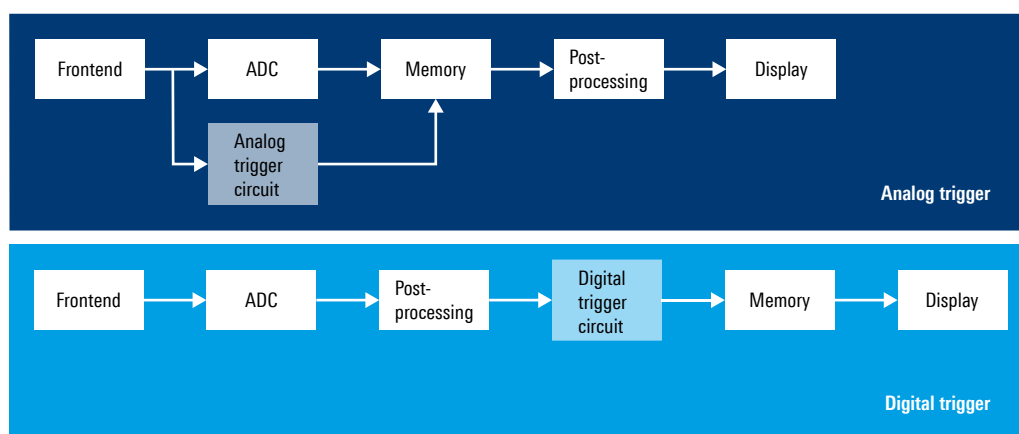 Frontend
ADC
Memory
Post-
processing
Display
Analog
trigger
circuit
Analog trigger
Frontend
ADC
Post-
processing
Digital
trigger
circuit
Memory
Display
Digital trigger